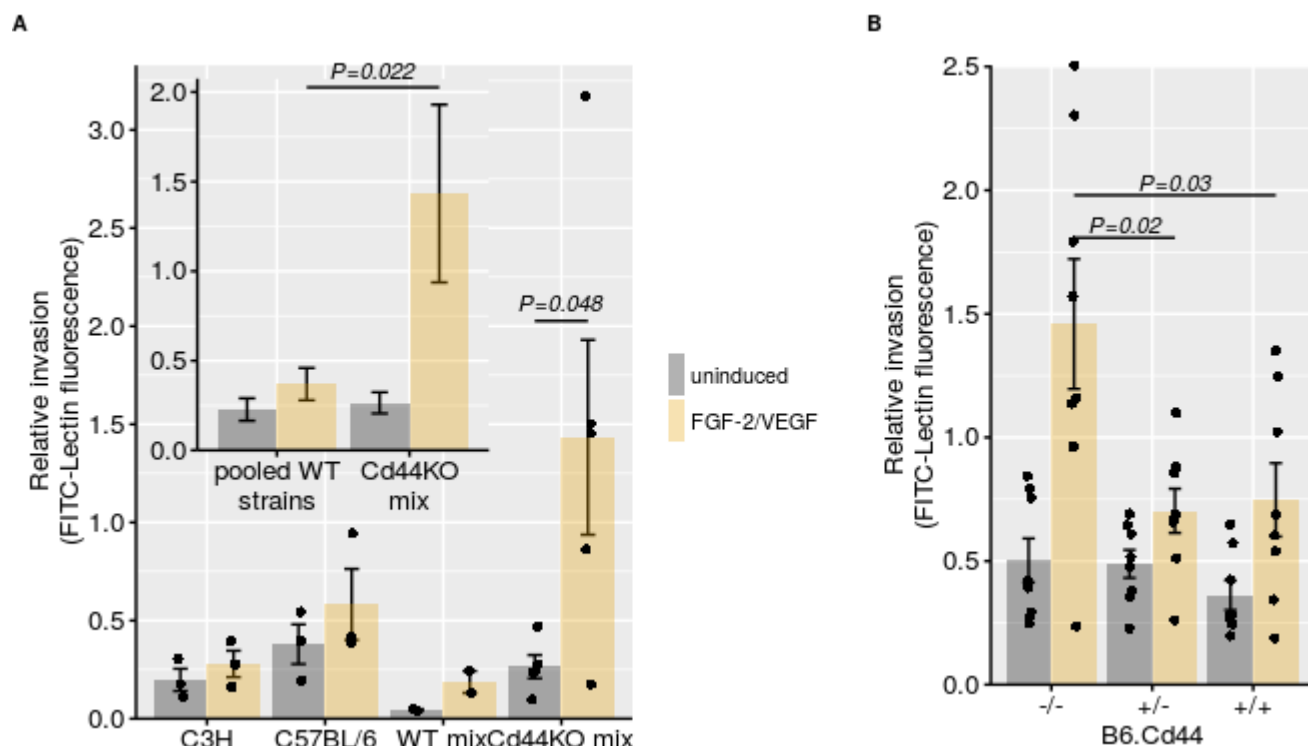 A
B
P=0.022
2.0
1.5
1.0
0.5
0.0
pooled WT
strains
Cd44KO
mix
P=0.048
3.0
2.5
2.0
1.5
1.0
0.5
0.0
Relative invasion
(FITC-Lectin fluorescence)
C3H
C57BL/6
WT mix
Cd44KO mix
uninduced
FGF-2/VEGF
2.5
2.0
1.5
1.0
0.5
0.0
Relative invasion
(FITC-Lectin fluorescence)
P=0.03
P=0.02
-/-
+/-
+/+
B6.Cd44